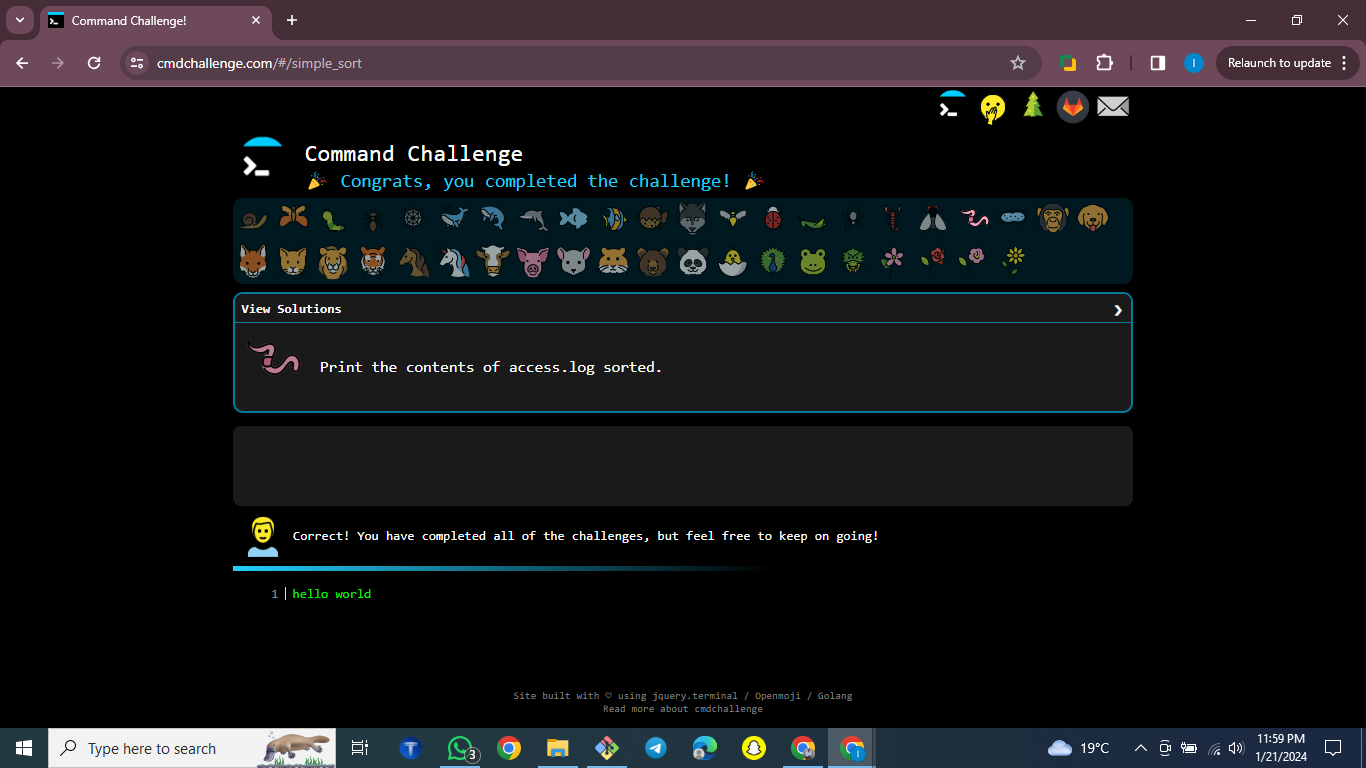 Command Challenge!
cmdchallenge.com/#/simple_sort
Relaunch to update
Command Challenge
Congrats, you completed the challenge!
View Solutions
Print the contents of access.log sorted.
Correct! You have completed all of the challenges, but feel free to keep on going!
1 hello world
Site built with ♡ using jquery.terminal / Openmoji / Golang
Read more about cmdchallenge
Type here to search
3
19°C
11:59 PM
1/21/2024